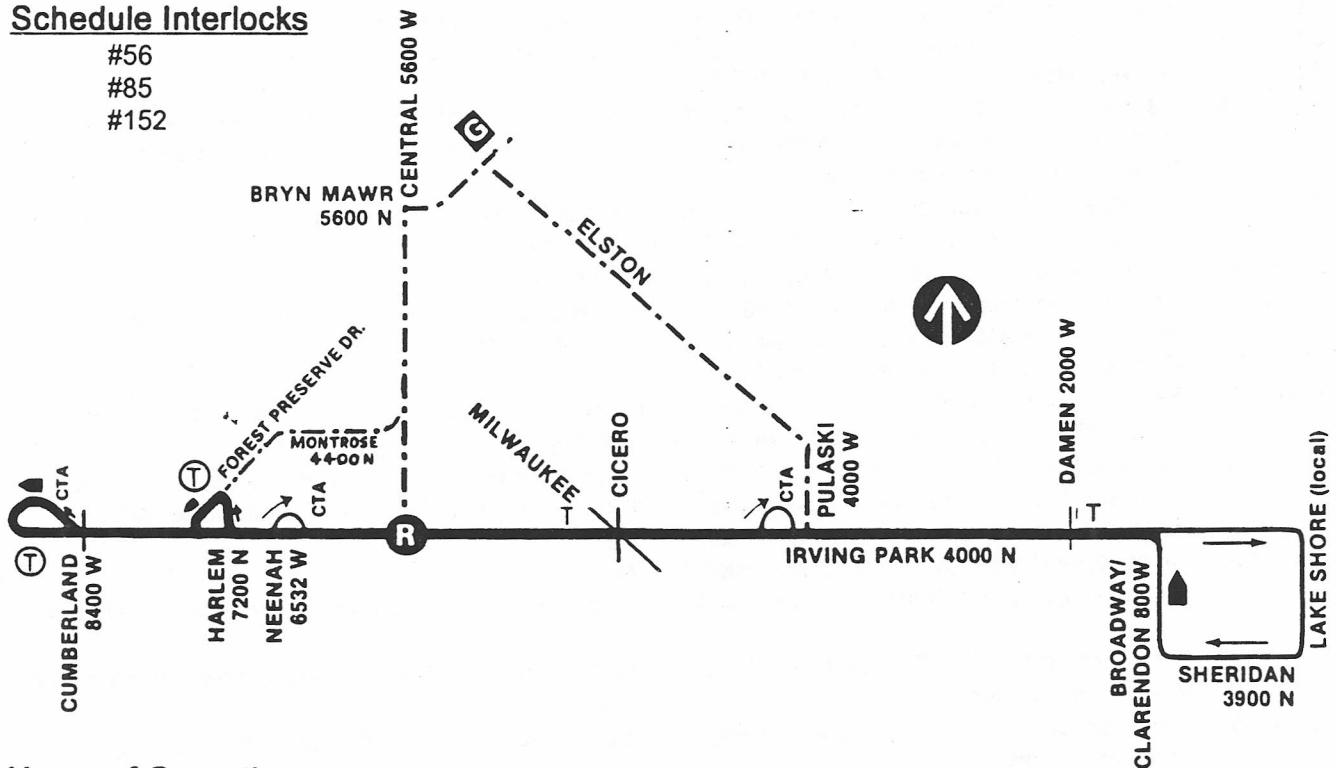 Schedule Interlocks
#56
#85
#152
CENTRAL 5600 W
G
BRYN MAWR
5600 N
ELSTON
FOREST PRESERVE DR.
MONTROSE
4400 N
MILWAUKEE
CICERO
PULASKI
4000 W
DAMEN 2000 W
LAKE SHORE (local)
T
CTA
T
CTA
T
CTA
T
R
T
IRVING PARK 4000 N
CUMBERLAND
8400 W
HARLEM
7200 N
NEENAH
6532 W
BROADWAY/
CLARENDON 800W
SHERIDAN
3900 N